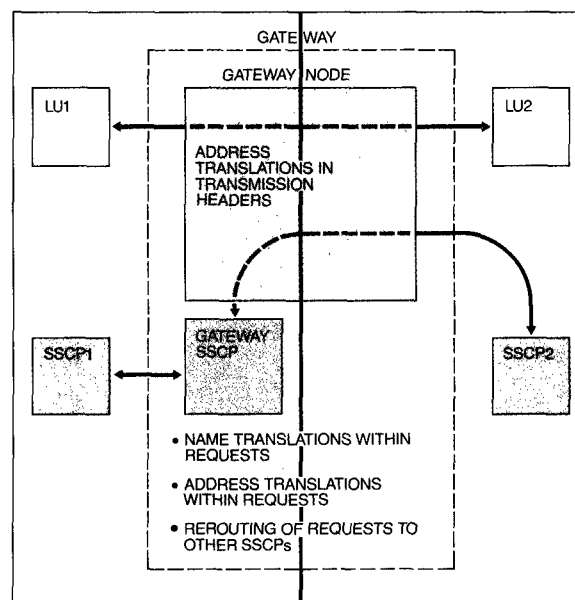 GATEWAY
GATEWAY NODE
LU1
LU2
ADDRESS
TRANSLATIONS IN
TRANSMISSION
HEADERS
SSCP1
GATEWAY
SSCP
SSCP2
• NAME TRANSLATIONS WITHIN
REQUESTS
• ADDRESS TRANSLATIONS
WITHIN REQUESTS
• REROUTING OF REQUESTS TO
OTHER SSCPs